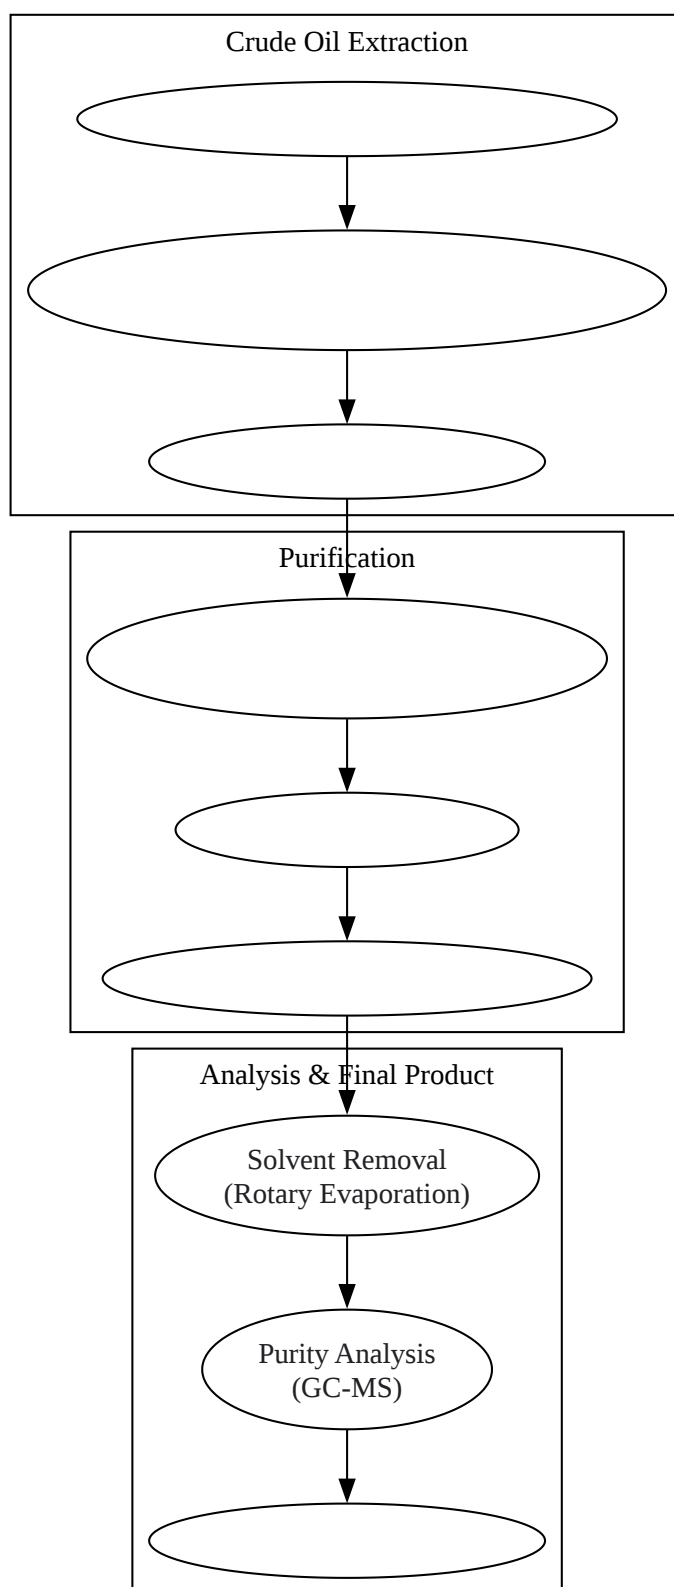 Crude Oil Extraction
Purification
Analysis & Final Product
Solvent Removal
(Rotary Evaporation)
Purity Analysis
(GC-MS)